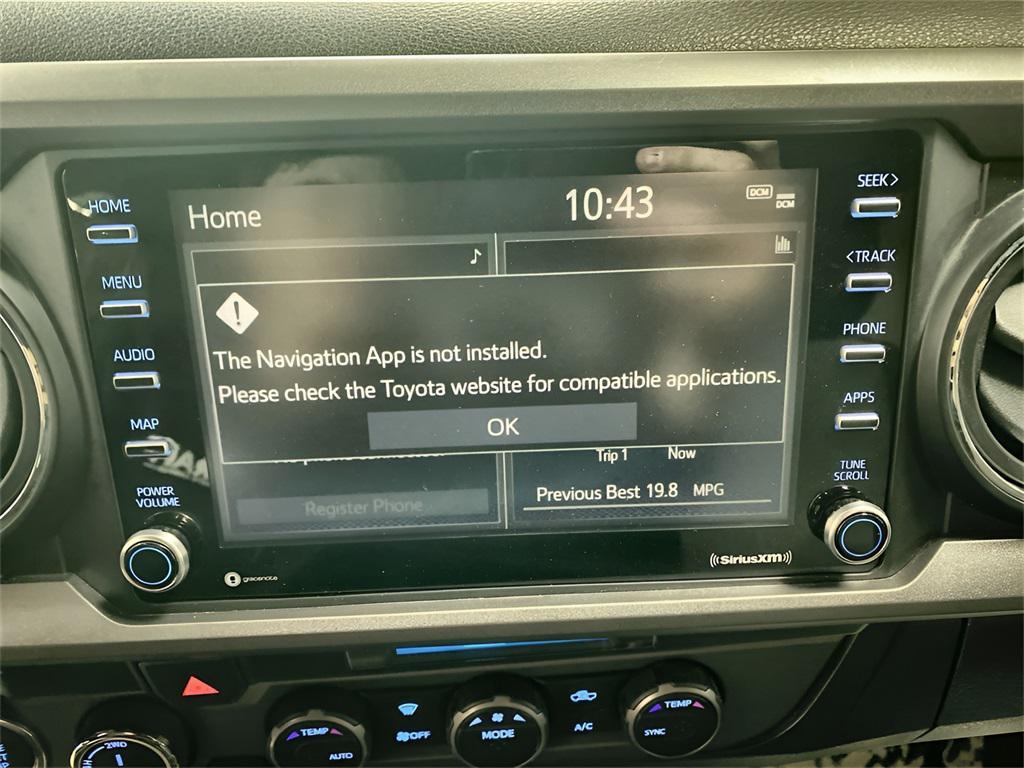 HOME
MENU
AUDIO
MAP
POWER
VOLUME
Home
10:43
DCM
DCM
The Navigation App is not installed.
Please check the Toyota website for compatible applications.
OK
Trip 1 Now
Register Phone
Previous Best 19.8 MPG
gracenote
((SiriusXM))
SEEK>
<TRACK
PHONE
APPS
TUNE
SCROLL
2WD
TEMP
AUTO
OFF
MODE
A/C
TEMP
SYNC